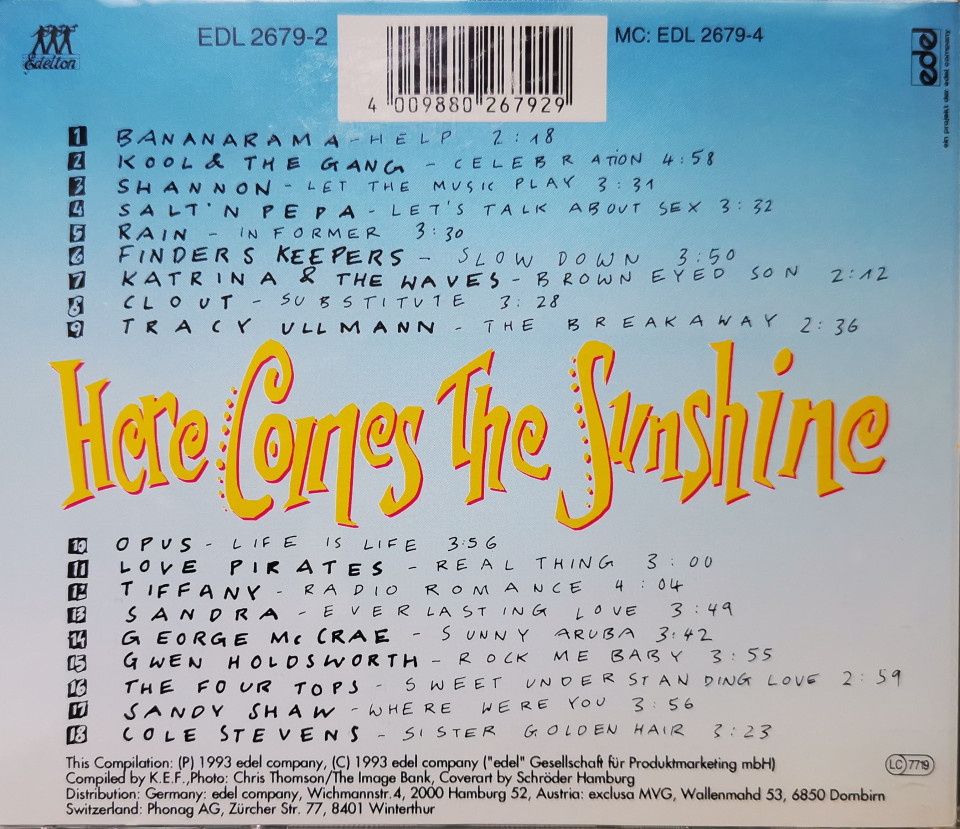 Edelton
EDL 2679-2
MC: EDL 2679-4
edel
ein projekt der edel company
4 009880 267929
1 BANANARAMA - HELP 2:18
2 KOOL & THE GANG - CELEBRATION 4:58
3 SHANNON - LET THE MUSIC PLAY 3:31
4 SALT'N PEPA - LET'S TALK ABOUT SEX 3:32
5 RAIN - INFORMER 3:30
6 FINDERS KEEPERS - SLOW DOWN 3:50
7 KATRINA & THE WAVES - BROWN EYED SON 2:12
8 CLOUT - SUBSTITUTE 3:28
9 TRACY ULLMANN - THE BREAKAWAY 2:36
Here Comes The Sunshine
10 OPUS - LIFE IS LIFE 3:56
11 LOVE PIRATES - REAL THING 3:00
12 TIFFANY - RADIO ROMANCE 4:04
13 SANDRA - EVERLASTING LOVE 3:49
14 GEORGE Mc CRAE - SUNNY ARUBA 3:42
15 GWEN HOLDSWORTH - ROCK ME BABY 3:55
16 THE FOUR TOPS - SWEET UNDERSTANDING LOVE 2:59
17 SANDY SHAW - WHERE WERE YOU 3:56
18 COLE STEVENS - SISTER GOLDEN HAIR 3:23
This Compilation: (P) 1993 edel company, (C) 1993 edel company ("edel" Gesellschaft für Produktmarketing mbH)
Compiled by K.E.F.,Photo: Chris Thomson/The Image Bank, Coverart by Schröder Hamburg
Distribution: Germany: edel company, Wichmannstr. 4, 2000 Hamburg 52, Austria: exclusa MVG, Wallenmahd 53, 6850 Dornbirn
Switzerland: Phonag AG, Zürcher Str. 77, 8401 Winterthur
LC 7719